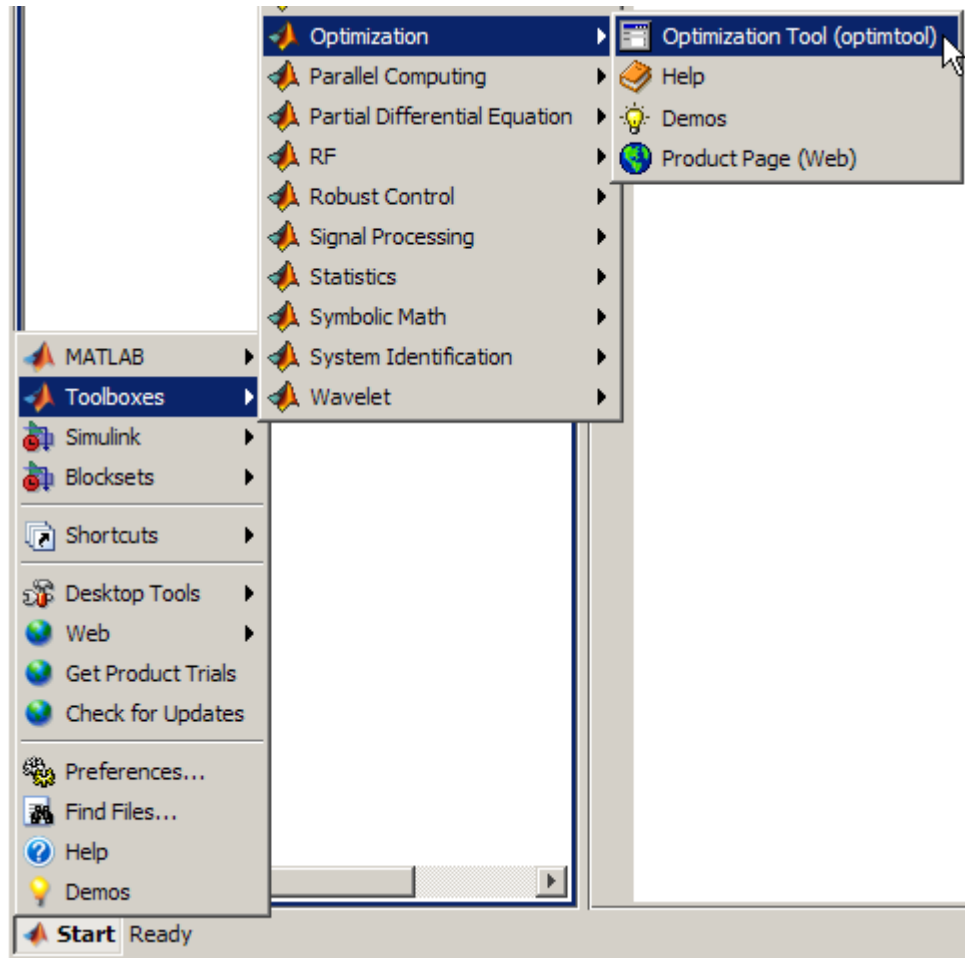 Optimization
Parallel Computing
Partial Differential Equation
RF
Robust Control
Signal Processing
Statistics
Symbolic Math
System Identification
Wavelet
Optimization Tool (optimtool)
Help
Demos
Product Page (Web)
MATLAB
Toolboxes
Simulink
Blocksets
Shortcuts
Desktop Tools
Web
Get Product Trials
Check for Updates
Preferences...
Find Files...
Help
Demos
Start Ready